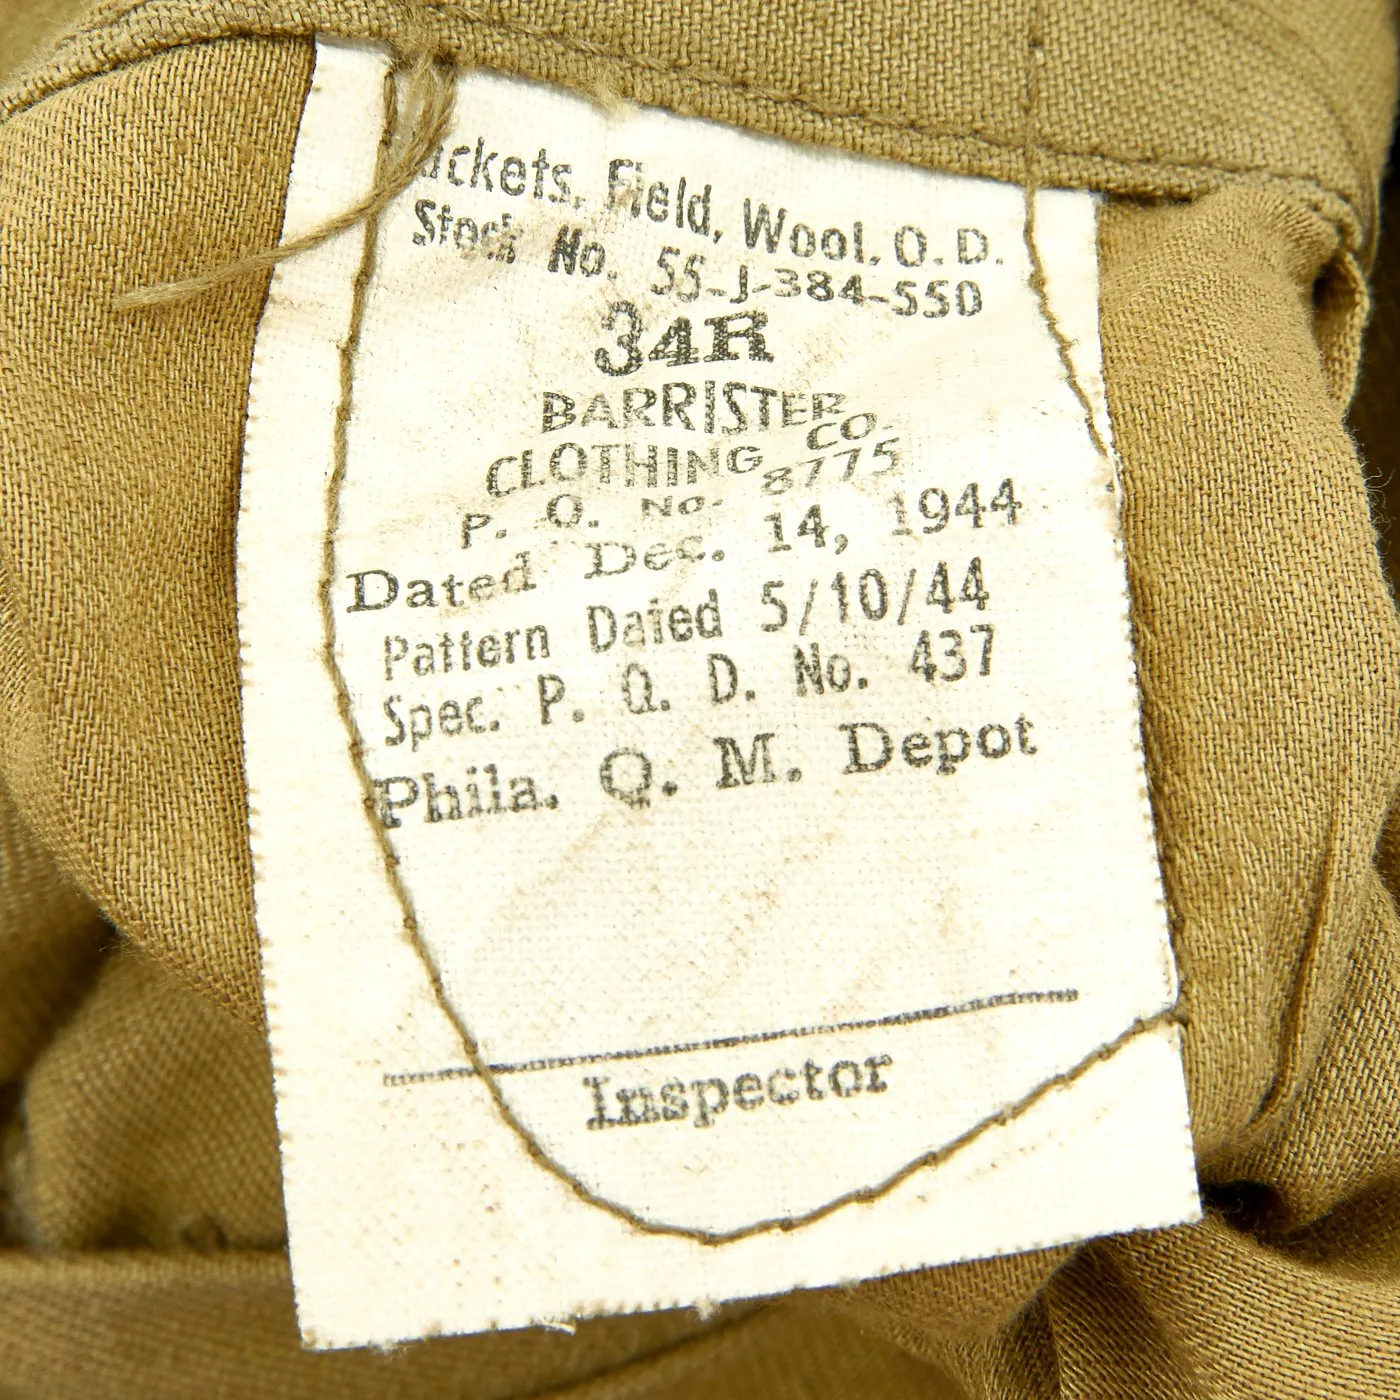 ickets, Field, Wool, O. D.
Stock No. 55-J-384-550
34R
BARRISTER
CLOTHING CO.
P. O. No. 8775
Dated Dec. 14, 1944
Pattern Dated 5/10/44
Spec. P. Q. D. No. 437
Phila. Q. M. Depot
Inspector